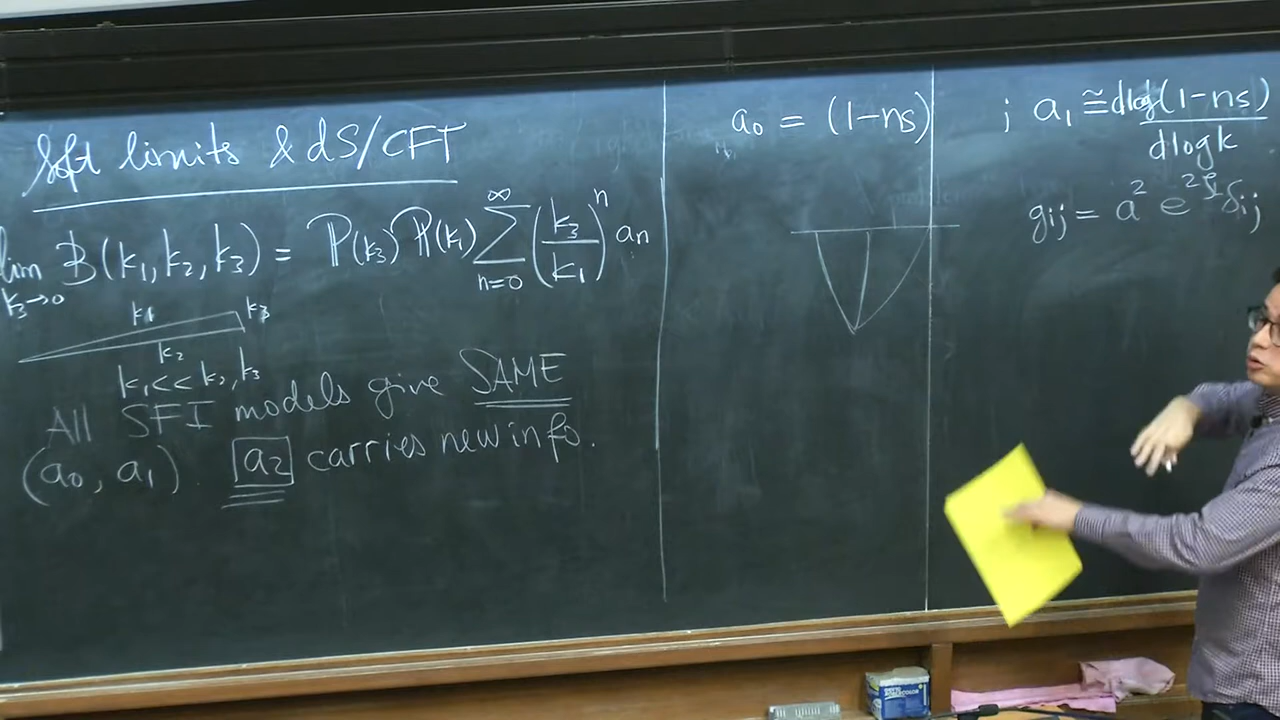 Soft limits & dS/CFT
lim k₃→0 B(k₁, k₂, k₃) = P(k₃) P(k₁) ∑_{n=0}^{∞} (k₃/k₁)ⁿ aₙ
k₁ k₃
k₂
k₁ << k₂, k₃
All SFI models give SAME
(a₀, a₁). a₂ carries new info.
a₀ = (1-ns) ; a₁ ≅ dlog(1-ns)/dlogk
gij = a² e^{2ζ} δij